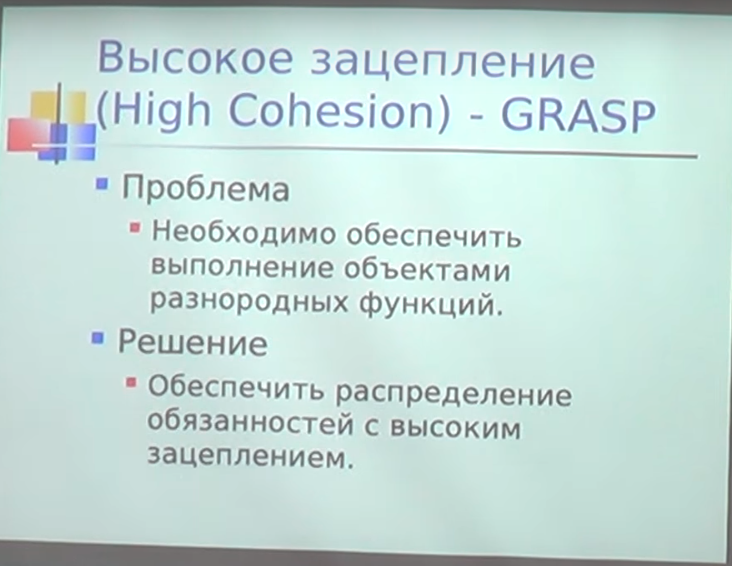 Высокое зацепление
(High Cohesion) - GRASP
Проблема
Необходимо обеспечить
выполнение объектами
разнородных функций.
Решение
Обеспечить распределение
обязанностей с высоким
зацеплением.